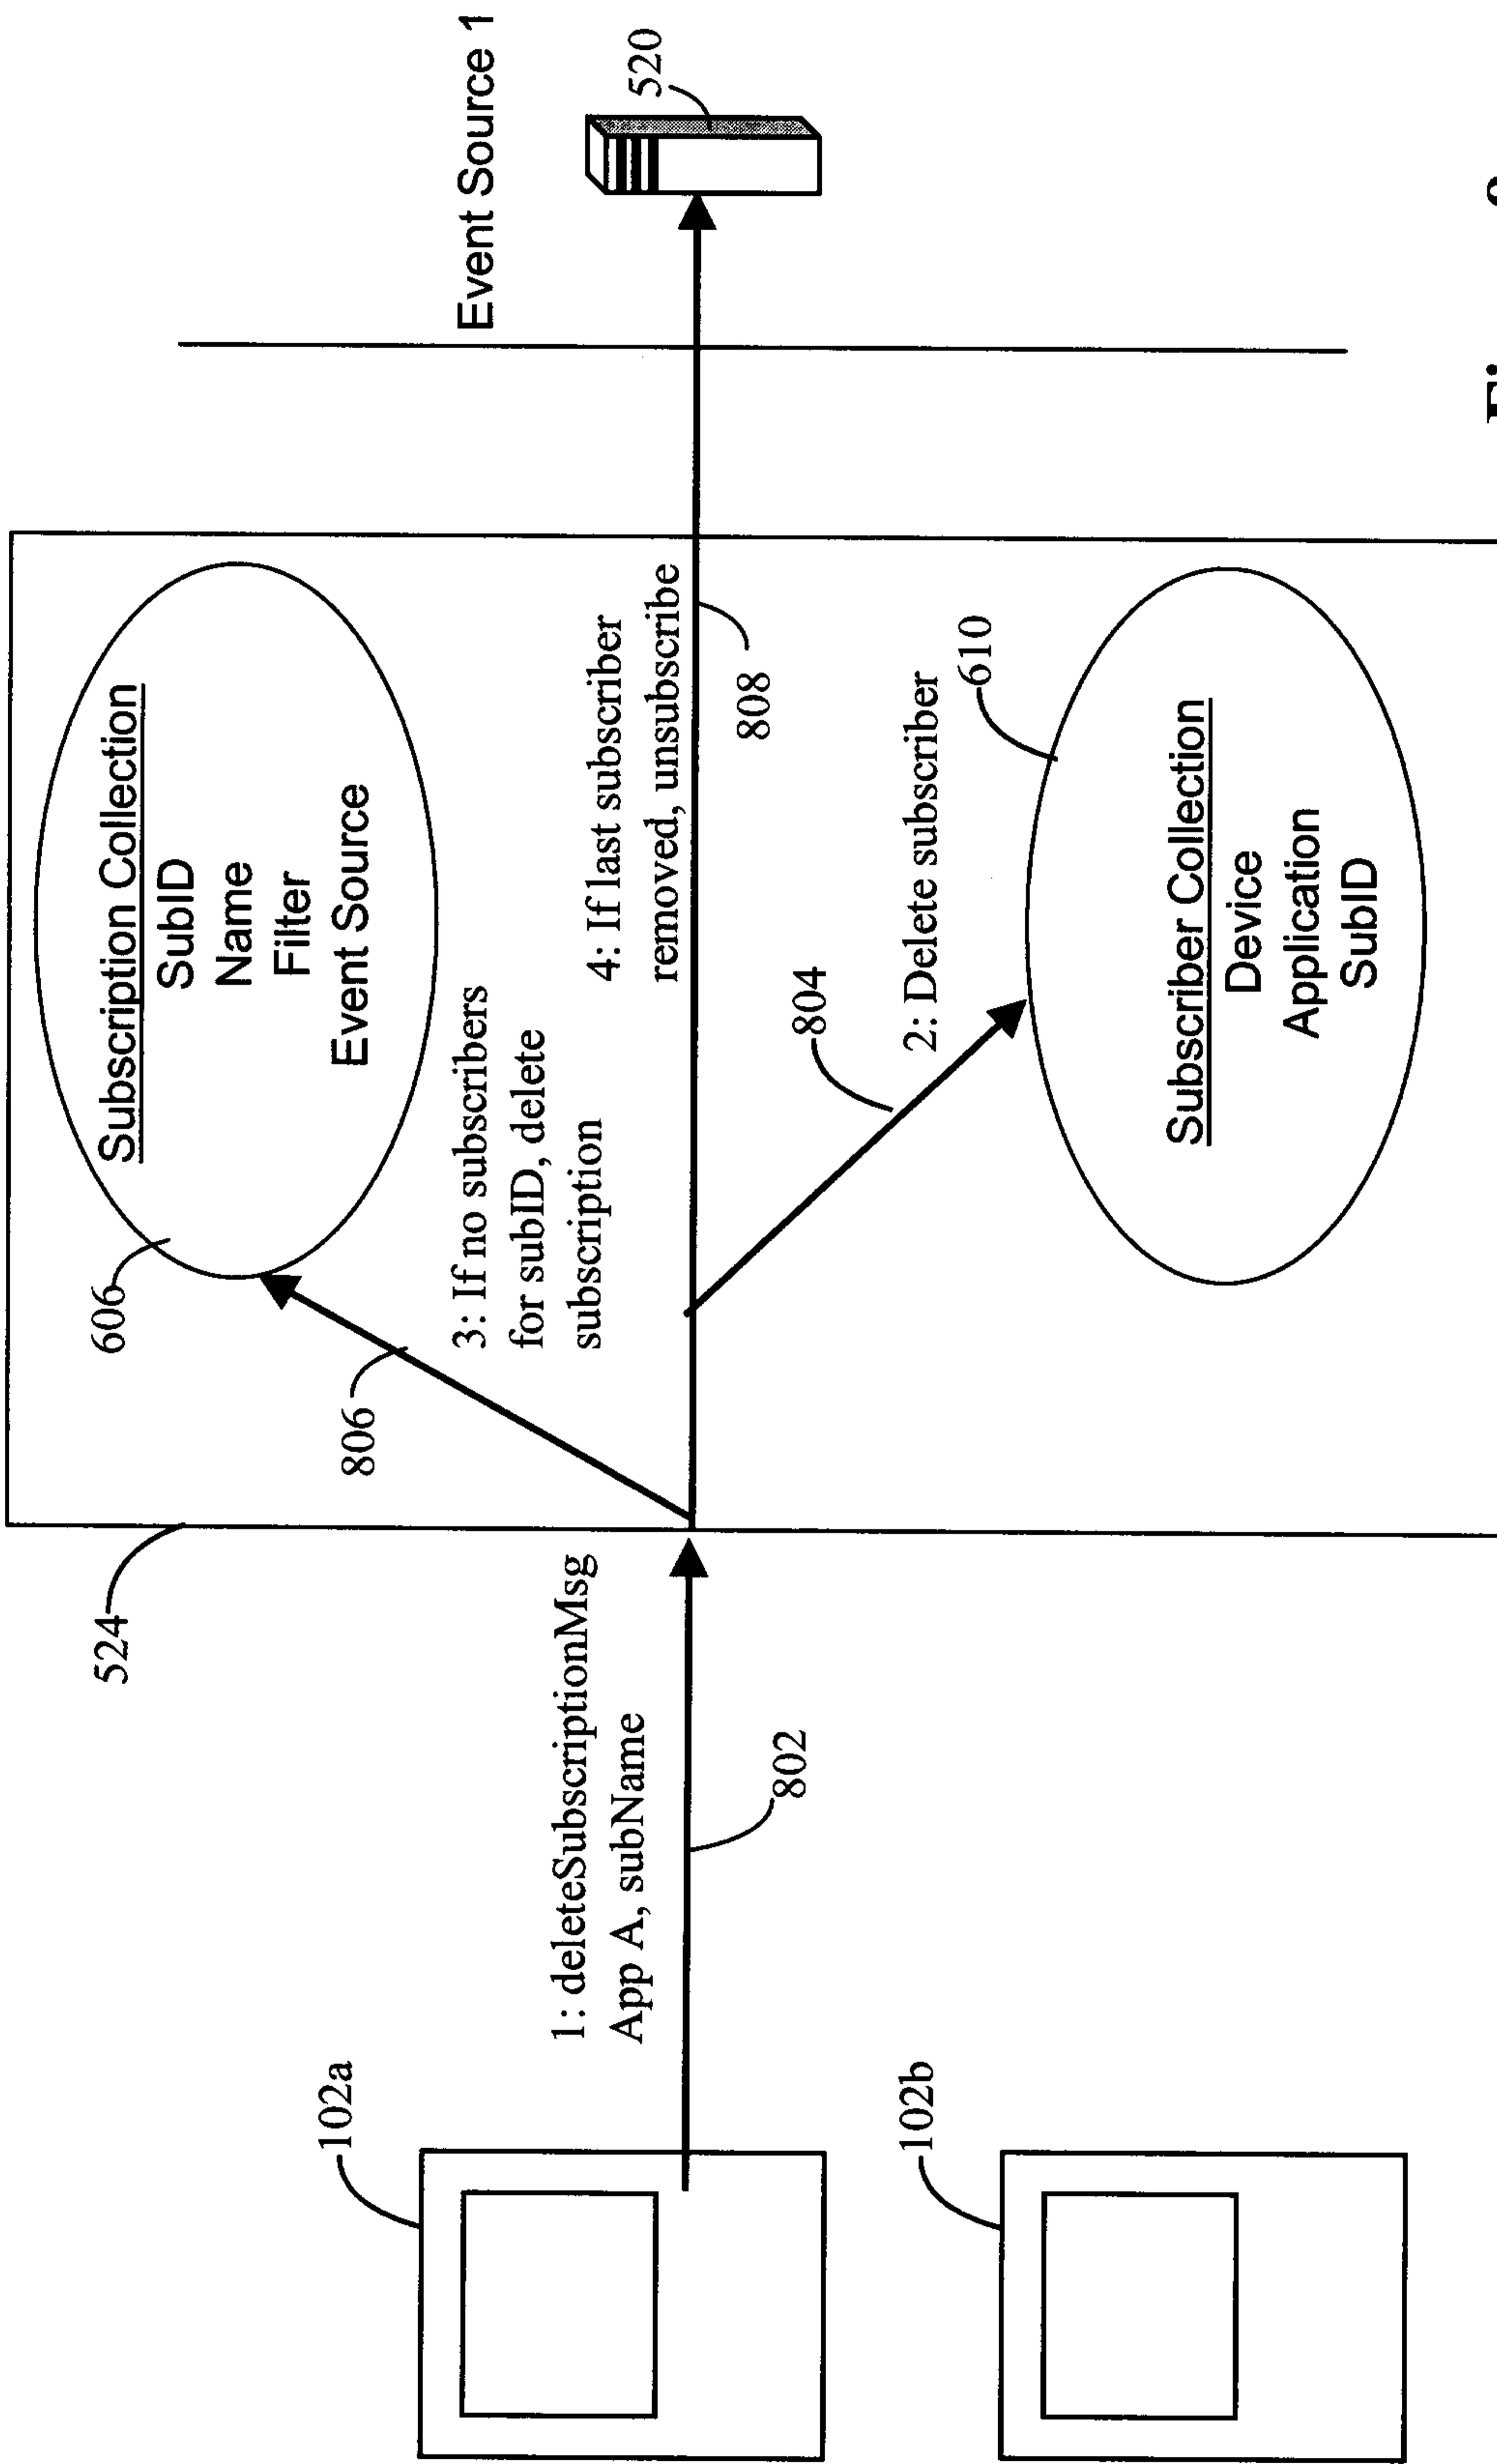 524
606
Subscription Collection
SubID
Name
Filter
Event Source
806
3: If no subscribers
for subID, delete
subscription
102a
1: deleteSubscriptionMsg
App A, subName
802
4: If last subscriber
removed, unsubscribe
808
Event Source 1
520
804
2: Delete subscriber
610
Subscriber Collection
Device
Application
SubID
102b